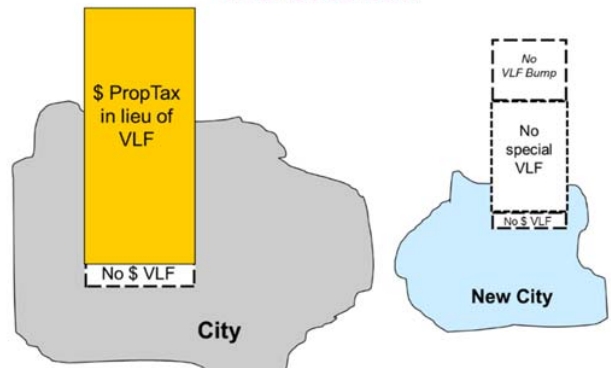 $ PropTax
in lieu of
VLF
No $ VLF
City
No
VLF Bump
No
special
VLF
No $ VLF
New City